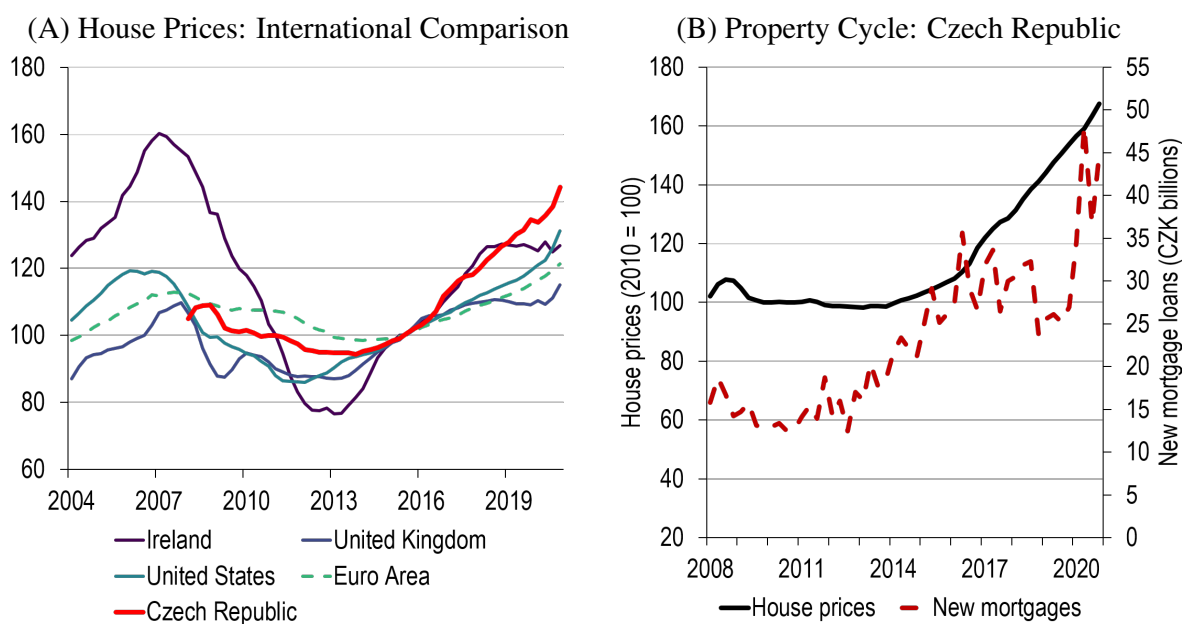 (A) House Prices: International Comparison
180
160
140
120
100
80
60
2004 2007 2010 2013 2016 2019
Ireland United Kingdom
United States Euro Area
Czech Republic
(B) Property Cycle: Czech Republic
House prices (2010 = 100)
180
160
140
120
100
80
60
40
20
55
50
45
40
35
30
25
20
15
10
5
0
New mortgage loans (CZK billions)
2008 2011 2014 2017 2020
House prices New mortgages